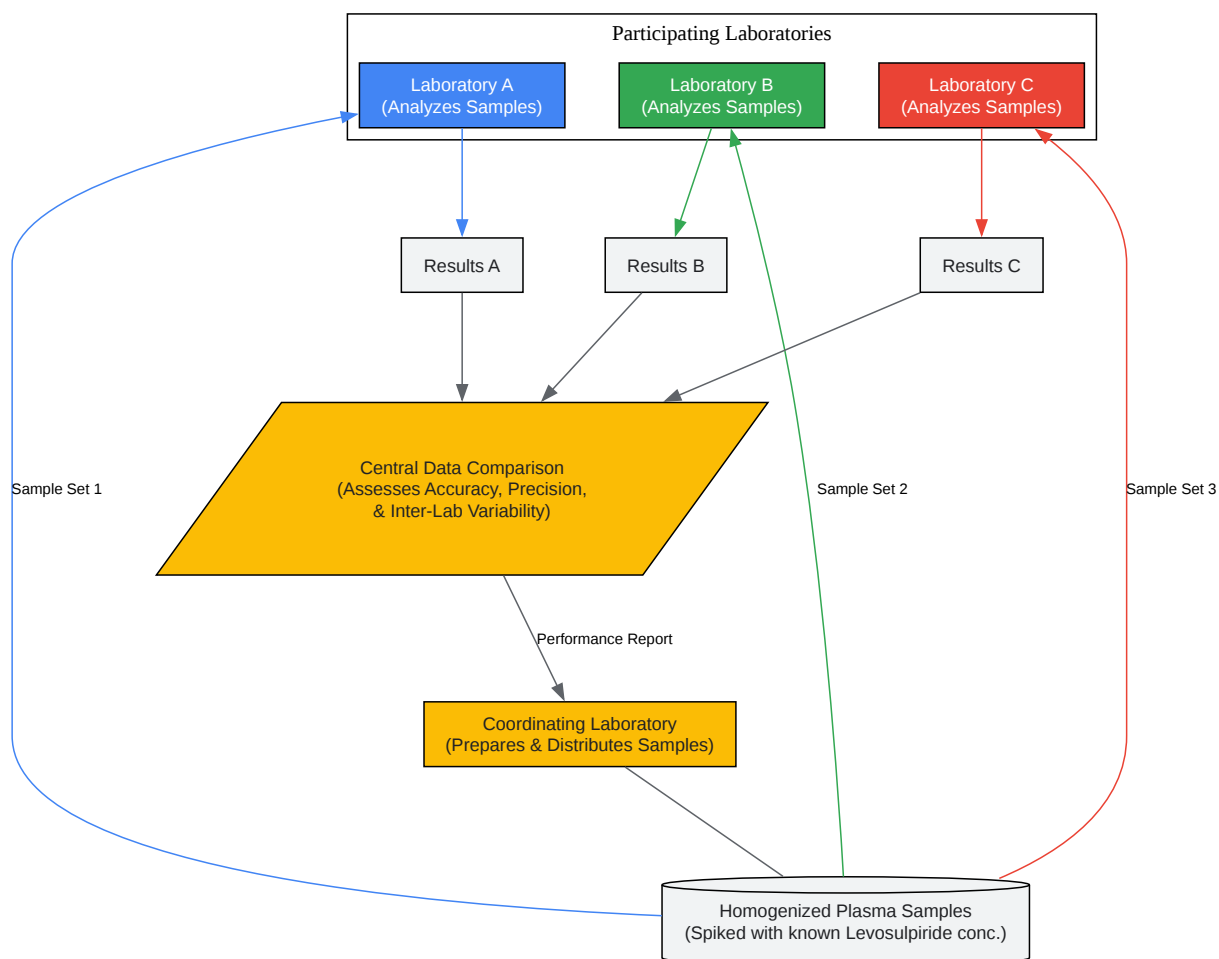 Participating Laboratories
Laboratory A
(Analyzes Samples)
Laboratory B
(Analyzes Samples)
Laboratory C
(Analyzes Samples)
Results A
Results B
Results C
Central Data Comparison
(Assesses Accuracy, Precision,
& Inter-Lab Variability)
Sample Set 1
Sample Set 2
Sample Set 3
Performance Report
Coordinating Laboratory
(Prepares & Distributes Samples)
Homogenized Plasma Samples
(Spiked with known Levosulpiride conc.)